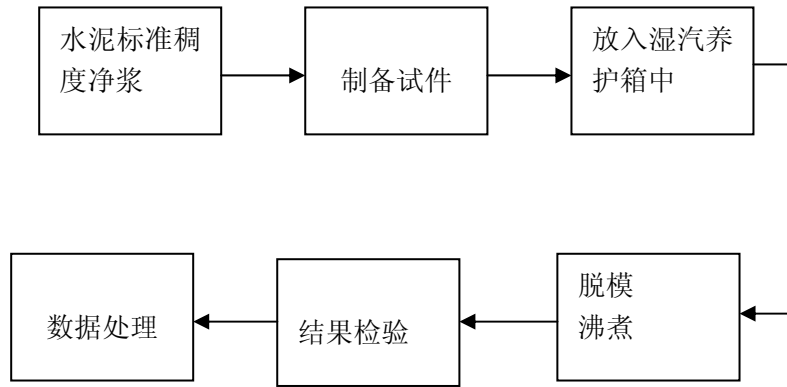 水泥标准稠
度净浆
制备试件
放入湿汽养
护箱中
脱模
沸煮
结果检验
数据处理